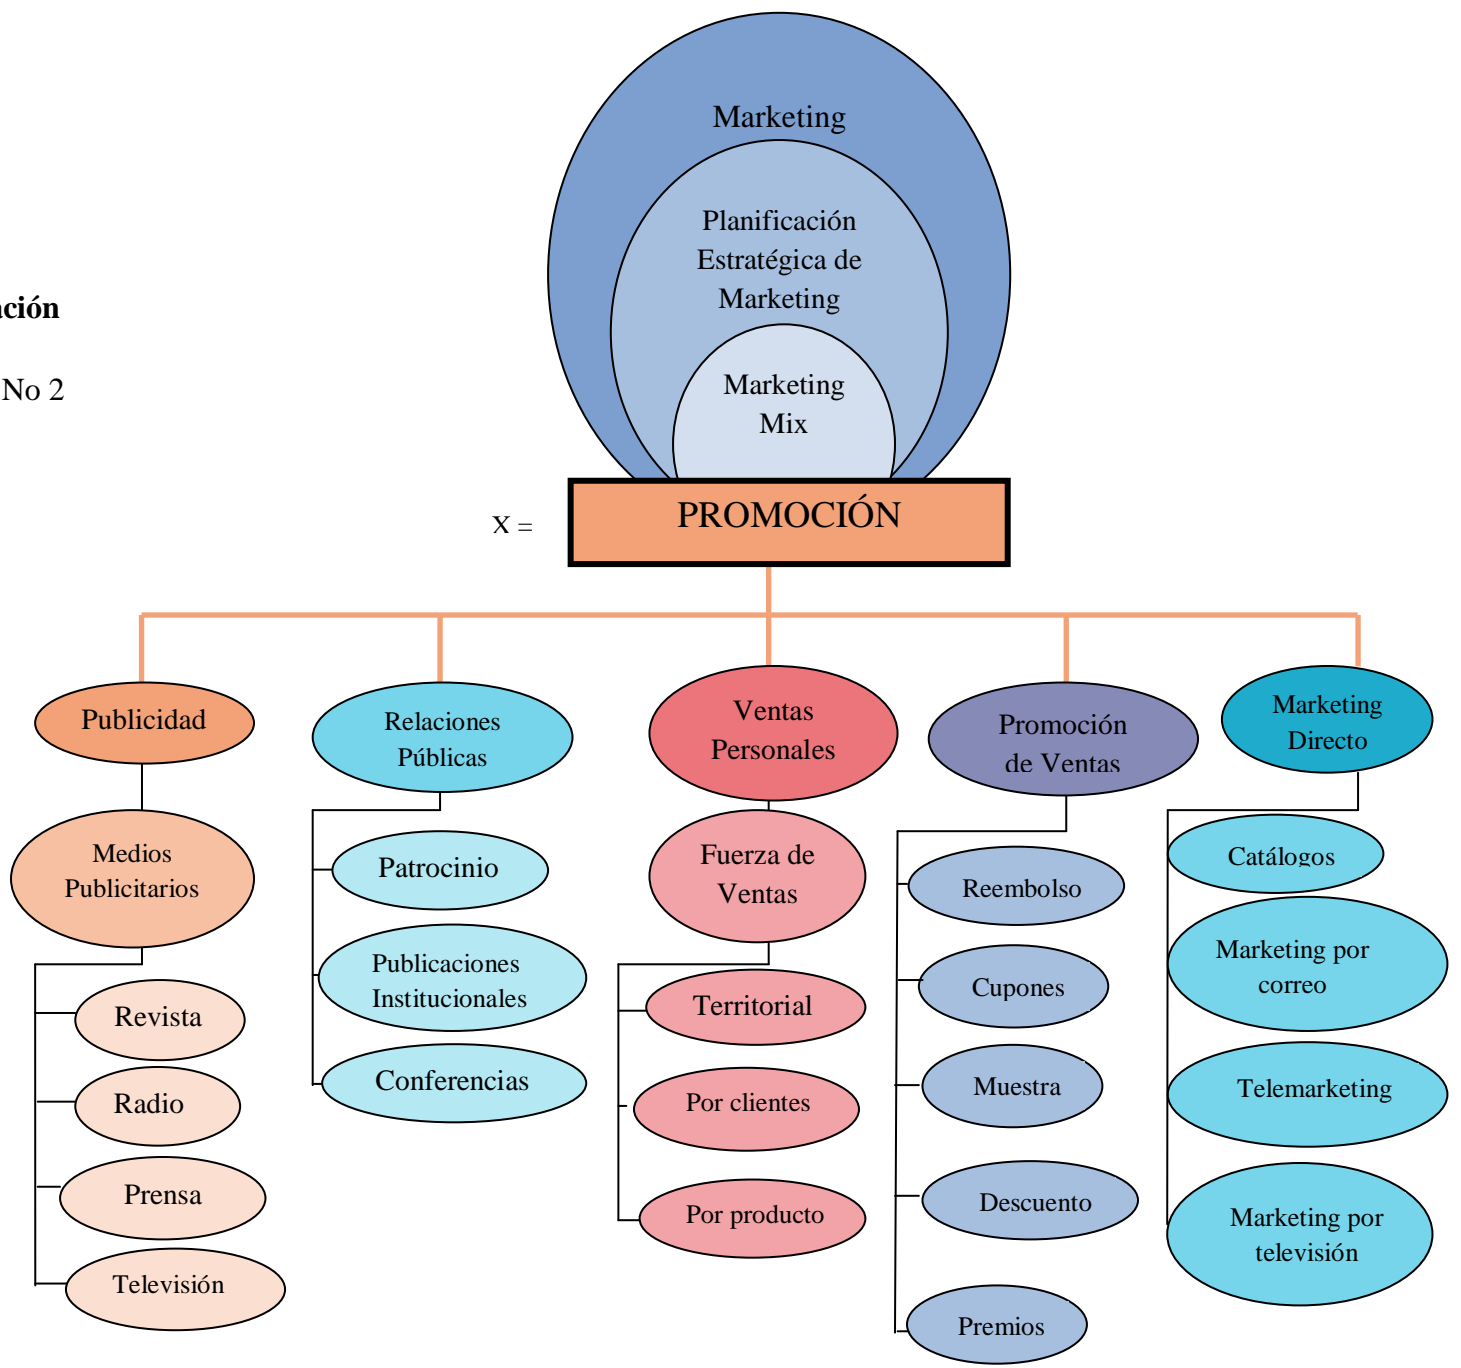 Marketing
Planificación
Estratégica de
Marketing
ación
No 2
Marketing
Mix
X =
PROMOCIÓN
Publicidad
Relaciones
Públicas
Ventas
Personales
Promoción
de Ventas
Marketing
Directo
Medios
Publicitarios
Revista
Radio
Prensa
Televisión
Patrocinio
Publicaciones
Institucionales
Conferencias
Fuerza de
Ventas
Territorial
Por clientes
Por producto
Reembolso
Cupones
Muestra
Descuento
Premios
Catálogos
Marketing por
correo
Telemarketing
Marketing por
televisión